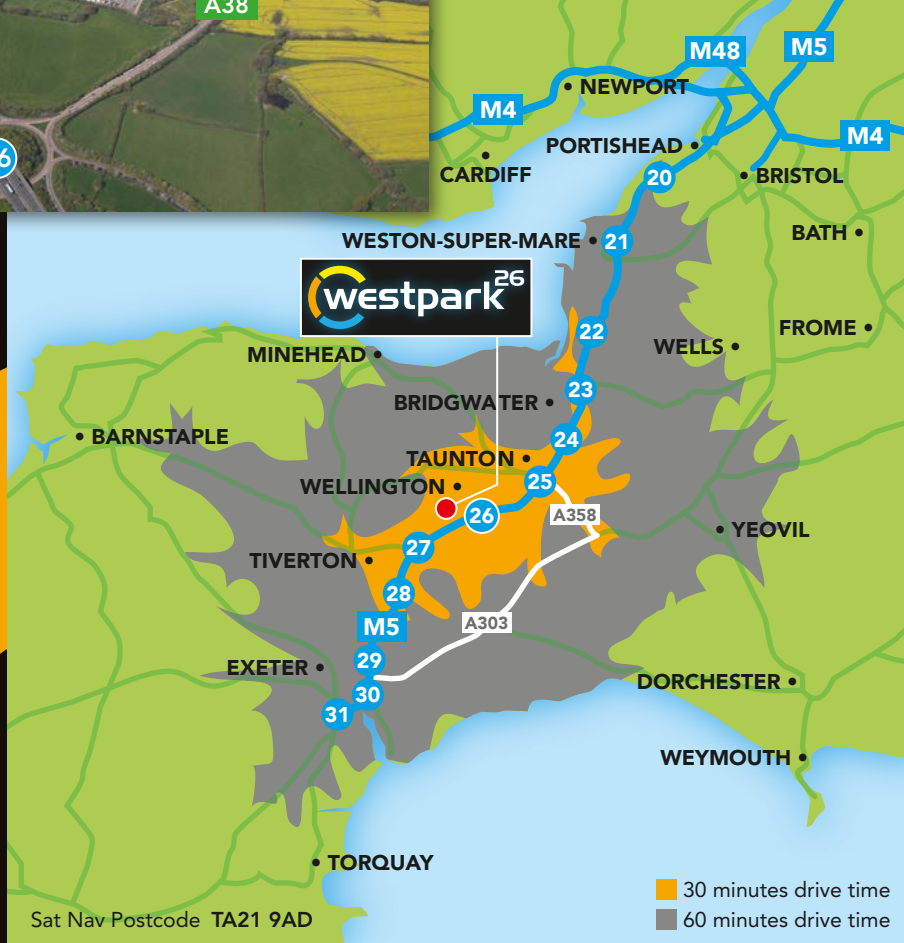 A38
6
M48
M5
NEWPORT
M4
M4
PORTISHEAD
CARDIFF
20
BRISTOL
WESTON-SUPER-MARE
21
BATH
westpark26
22
FROME
MINEHEAD
WELLS
23
BRIDGWATER
BARNSTAPLE
24
TAUNTON
25
WELLINGTON
26
A358
YEOVIL
27
TIVERTON
28
M5
A303
29
EXETER
30
DORCHESTER
31
WEYMOUTH
TORQUAY
30 minutes drive time
60 minutes drive time
Sat Nav Postcode TA21 9AD